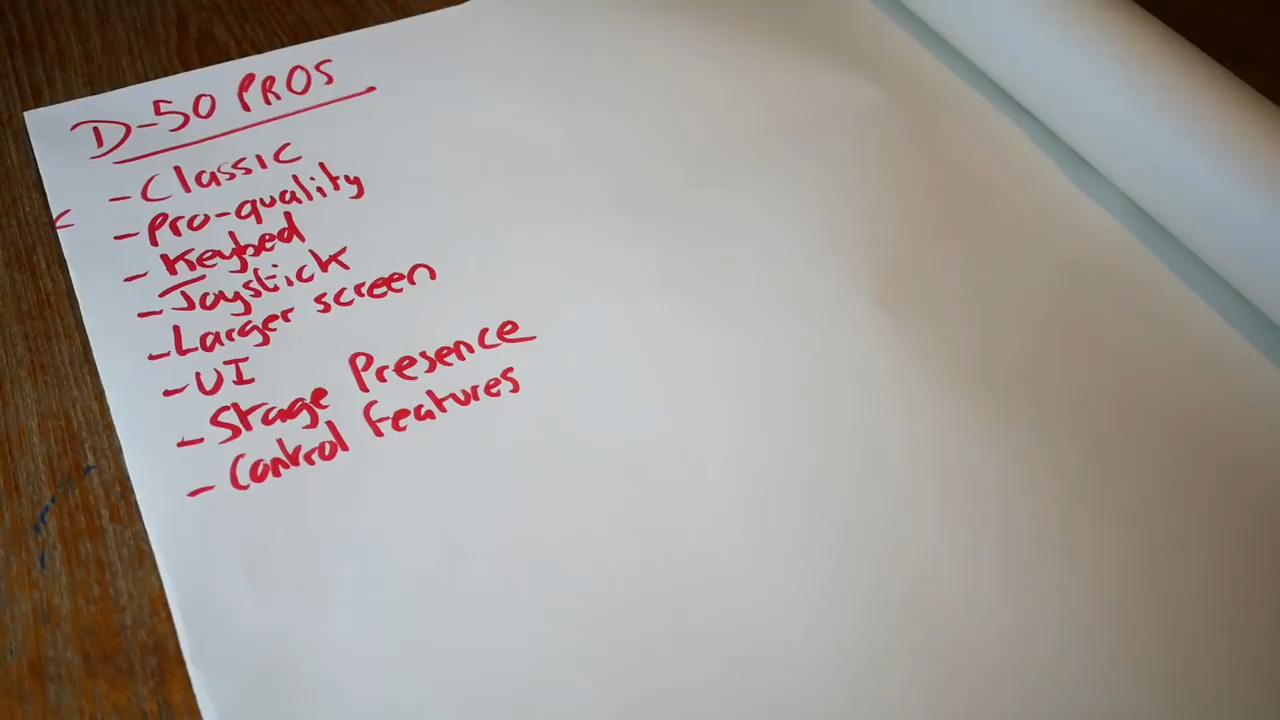 D-50 PROS
- Classic
- Pro-quality
- Keybed
- Joystick
- Larger screen
- UI
- Stage Presence
- Control features